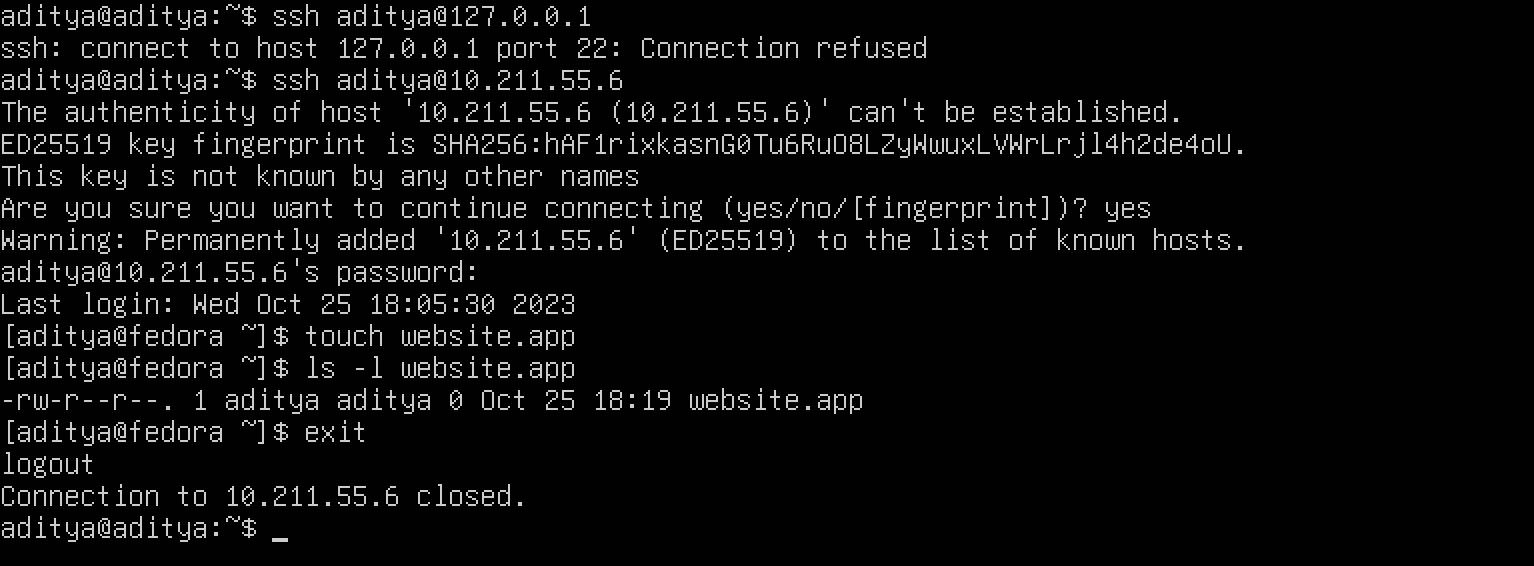 aditya@aditya:~$ ssh aditya@127.0.0.1
ssh: connect to host 127.0.0.1 port 22: Connection refused
aditya@aditya:~$ ssh aditya@10.211.55.6
The authenticity of host '10.211.55.6 (10.211.55.6)' can't be established.
ED25519 key fingerprint is SHA256:hAF1rixkasnG0Tu6RuO8LZyWwuxLVWrLrjl4h2de4oU.
This key is not known by any other names
Are you sure you want to continue connecting (yes/no/[fingerprint])? yes
Warning: Permanently added '10.211.55.6' (ED25519) to the list of known hosts.
aditya@10.211.55.6's password:
Last login: Wed Oct 25 18:05:30 2023
[aditya@fedora ~]$ touch website.app
[aditya@fedora ~]$ ls -l website.app
-rw-r--r--. 1 aditya aditya 0 Oct 25 18:19 website.app
[aditya@fedora ~]$ exit
logout
Connection to 10.211.55.6 closed.
aditya@aditya:~$ _